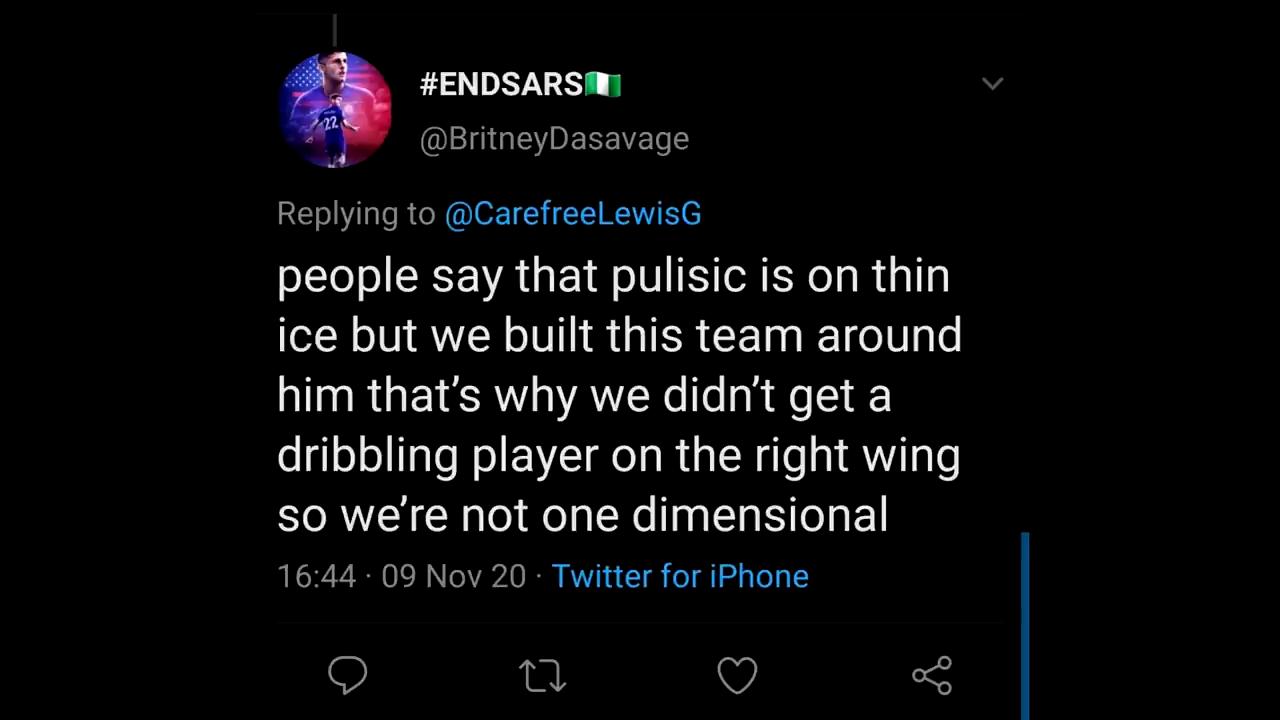 #ENDSARS🇳🇬
@BritneyDasavage
Replying to @CarefreeLewisG
people say that pulisic is on thin
ice but we built this team around
him that’s why we didn’t get a
dribbling player on the right wing
so we’re not one dimensional
16:44 · 09 Nov 20 · Twitter for iPhone
22